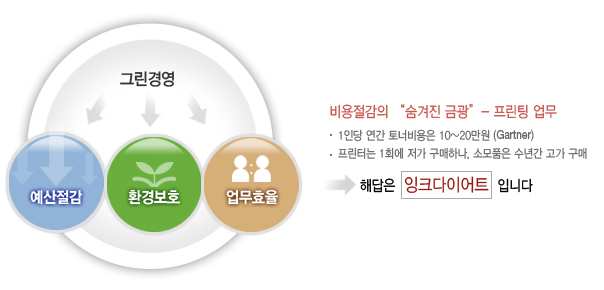 그린경영
예산절감
환경보호
업무효율
비용절감의 “숨겨진 금광” – 프린팅 업무
· 1인당 연간 토너비용은 10~20만원 (Gartner)
· 프린터는 1회에 저가 구매하나, 소모품은 수년간 고가 구매
해답은 잉크다이어트 입니다